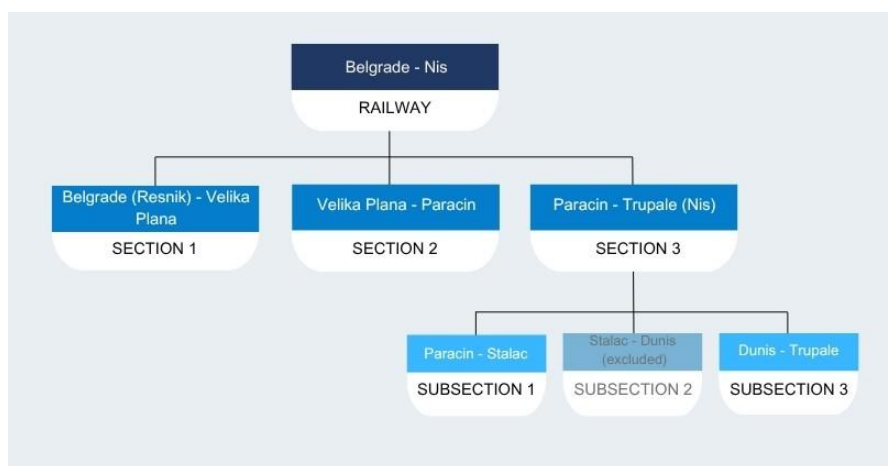 Belgrade - Nis
RAILWAY
Belgrade (Resnik) - Velika
Plana
SECTION 1
Velika Plana - Paracin
SECTION 2
Paracin - Trupale (Nis)
SECTION 3
Paracin - Stalac
SUBSECTION 1
Stalac - Dunis
(excluded)
SUBSECTION 2
Dunis - Trupale
SUBSECTION 3